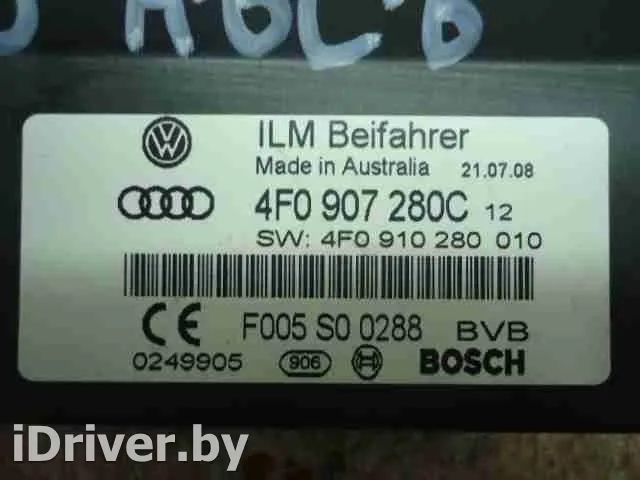 ABCB
ILM Beifahrer
Made in Australia 21.07.08
4F0 907 280C 12
SW: 4F0 910 280 010
F005 S0 0288 BVB
0249905 906 BOSCH
iDriver.by